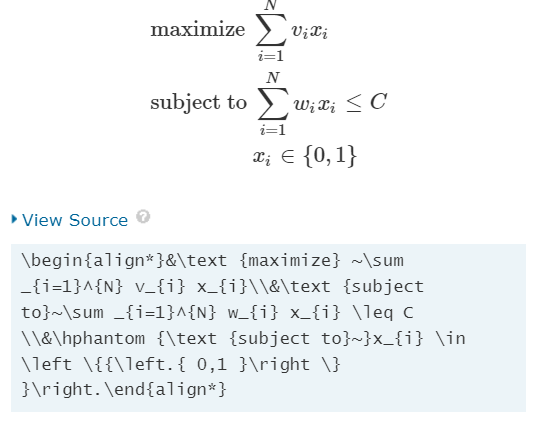 maximize \sum_{i=1}^{N} v_i x_i
subject to \sum_{i=1}^{N} w_i x_i ≤ C
x_i ∈ {0,1}
View Source ?
\begin{align*}&\text {maximize} ~\sum
_{i=1}^{N} v_{i} x_{i}\\&\text {subject
to}~\sum _{i=1}^{N} w_{i} x_{i} \leq C
\\&\hphantom {\text {subject to}~}x_{i} \in
\left \{{\left.{ 0,1 }\right \}
}\right.\end{align*}